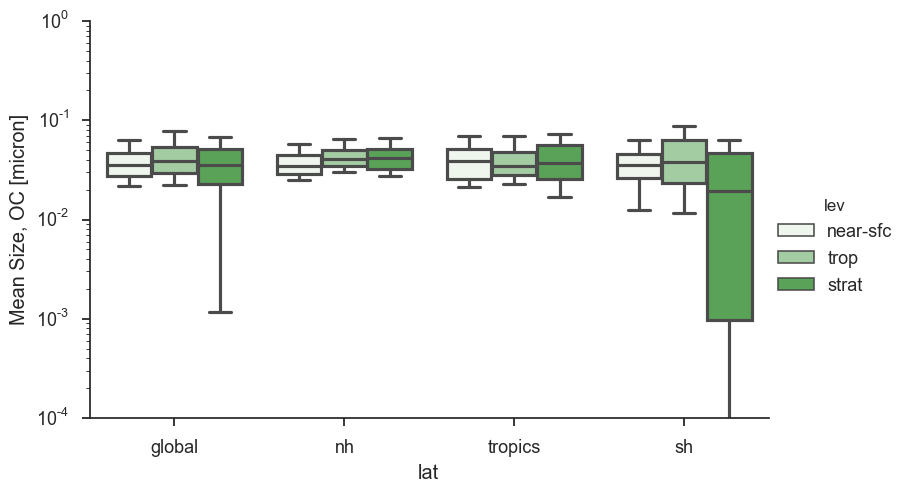 10^0
10^-1
10^-2
10^-3
10^-4
Mean Size, OC [micron]
global nh tropics sh
lat
lev
near-sfc
trop
strat